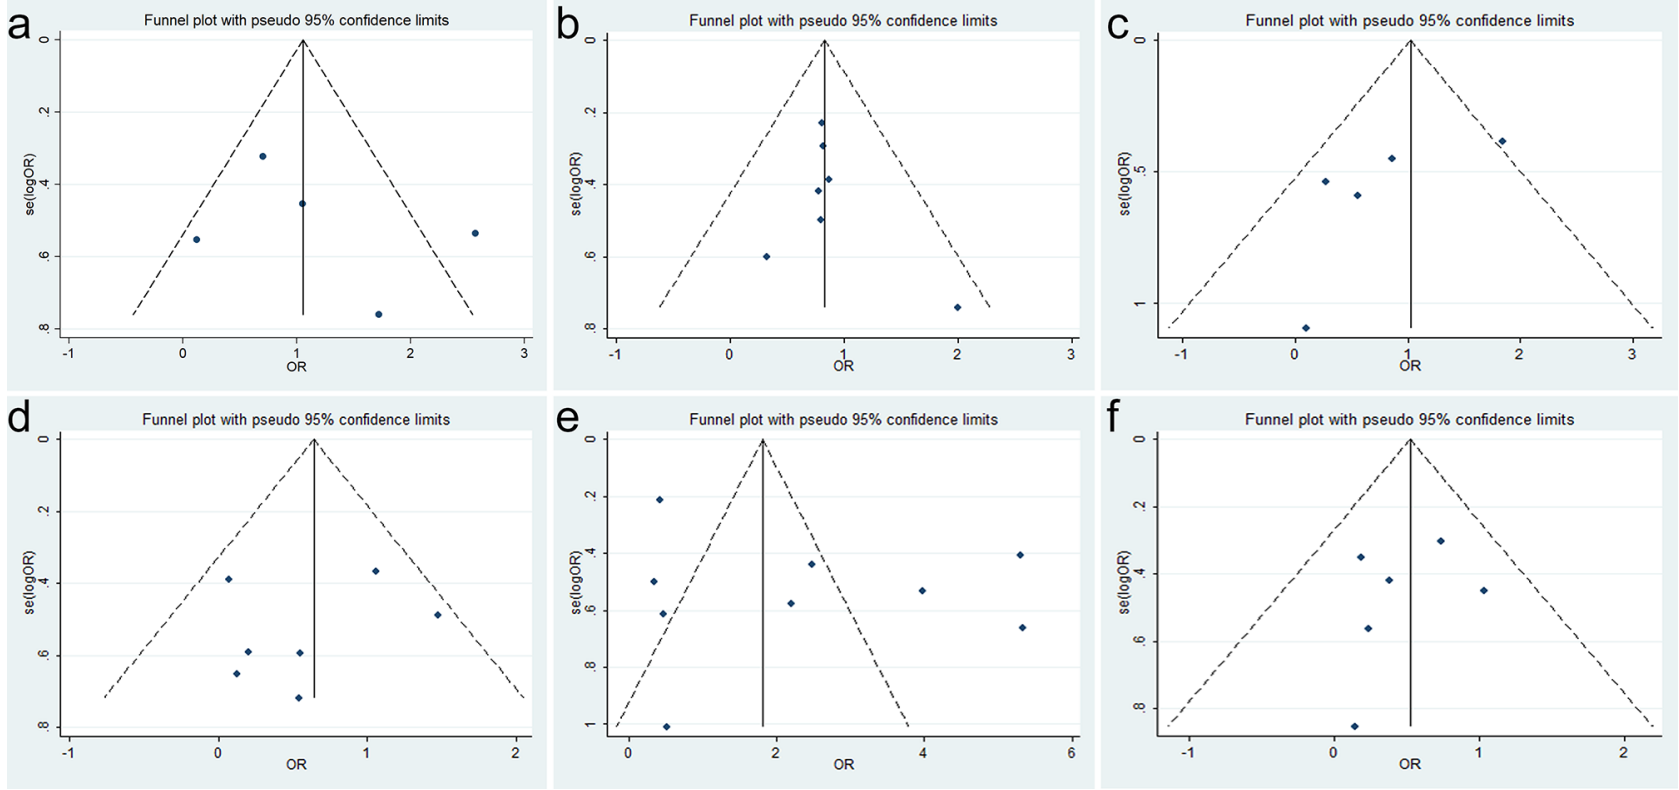 a
Funnel plot with pseudo 95% confidence limits
0
.2
.4
.6
.8
se(logOR)
-1 0 1 2 3
OR
b
Funnel plot with pseudo 95% confidence limits
0
.2
.4
.6
.8
se(logOR)
-1 0 1 2 3
OR
c
Funnel plot with pseudo 95% confidence limits
0
.5
1
se(logOR)
-1 0 1 2 3
OR
d
Funnel plot with pseudo 95% confidence limits
0
.2
.4
.6
.8
se(logOR)
-1 0 1 2
OR
e
Funnel plot with pseudo 95% confidence limits
0
.2
.4
.6
.8
1
se(logOR)
0 2 4 6
OR
f
Funnel plot with pseudo 95% confidence limits
0
.2
.4
.6
.8
se(logOR)
-1 0 1 2
OR